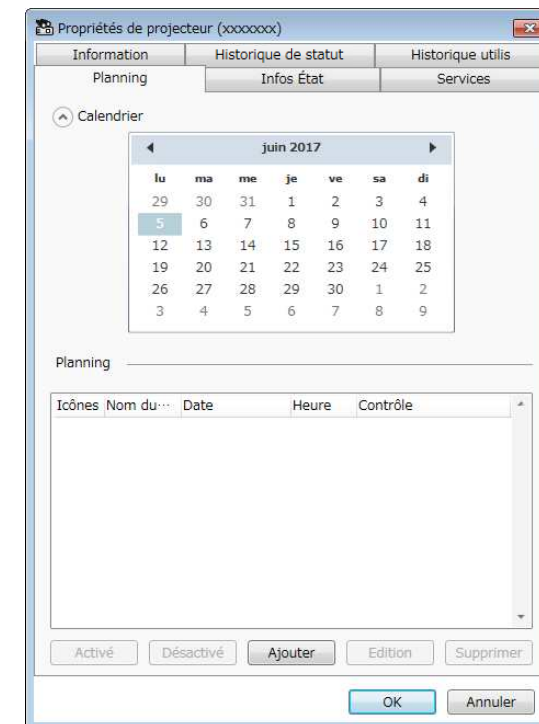 Propriétés de projecteur (xxxxxxx)
Information Historique de statut Historique utilis
Planning Infos État Services
Calendrier
juin 2017
lu ma me je ve sa di
29 30 31 1 2 3 4
5 6 7 8 9 10 11
12 13 14 15 16 17 18
19 20 21 22 23 24 25
26 27 28 29 30 1 2
3 4 5 6 7 8 9
Planning
Icônes Nom du··· Date Heure Contrôle
Activé Désactivé Ajouter Edition Supprimer
OK Annuler